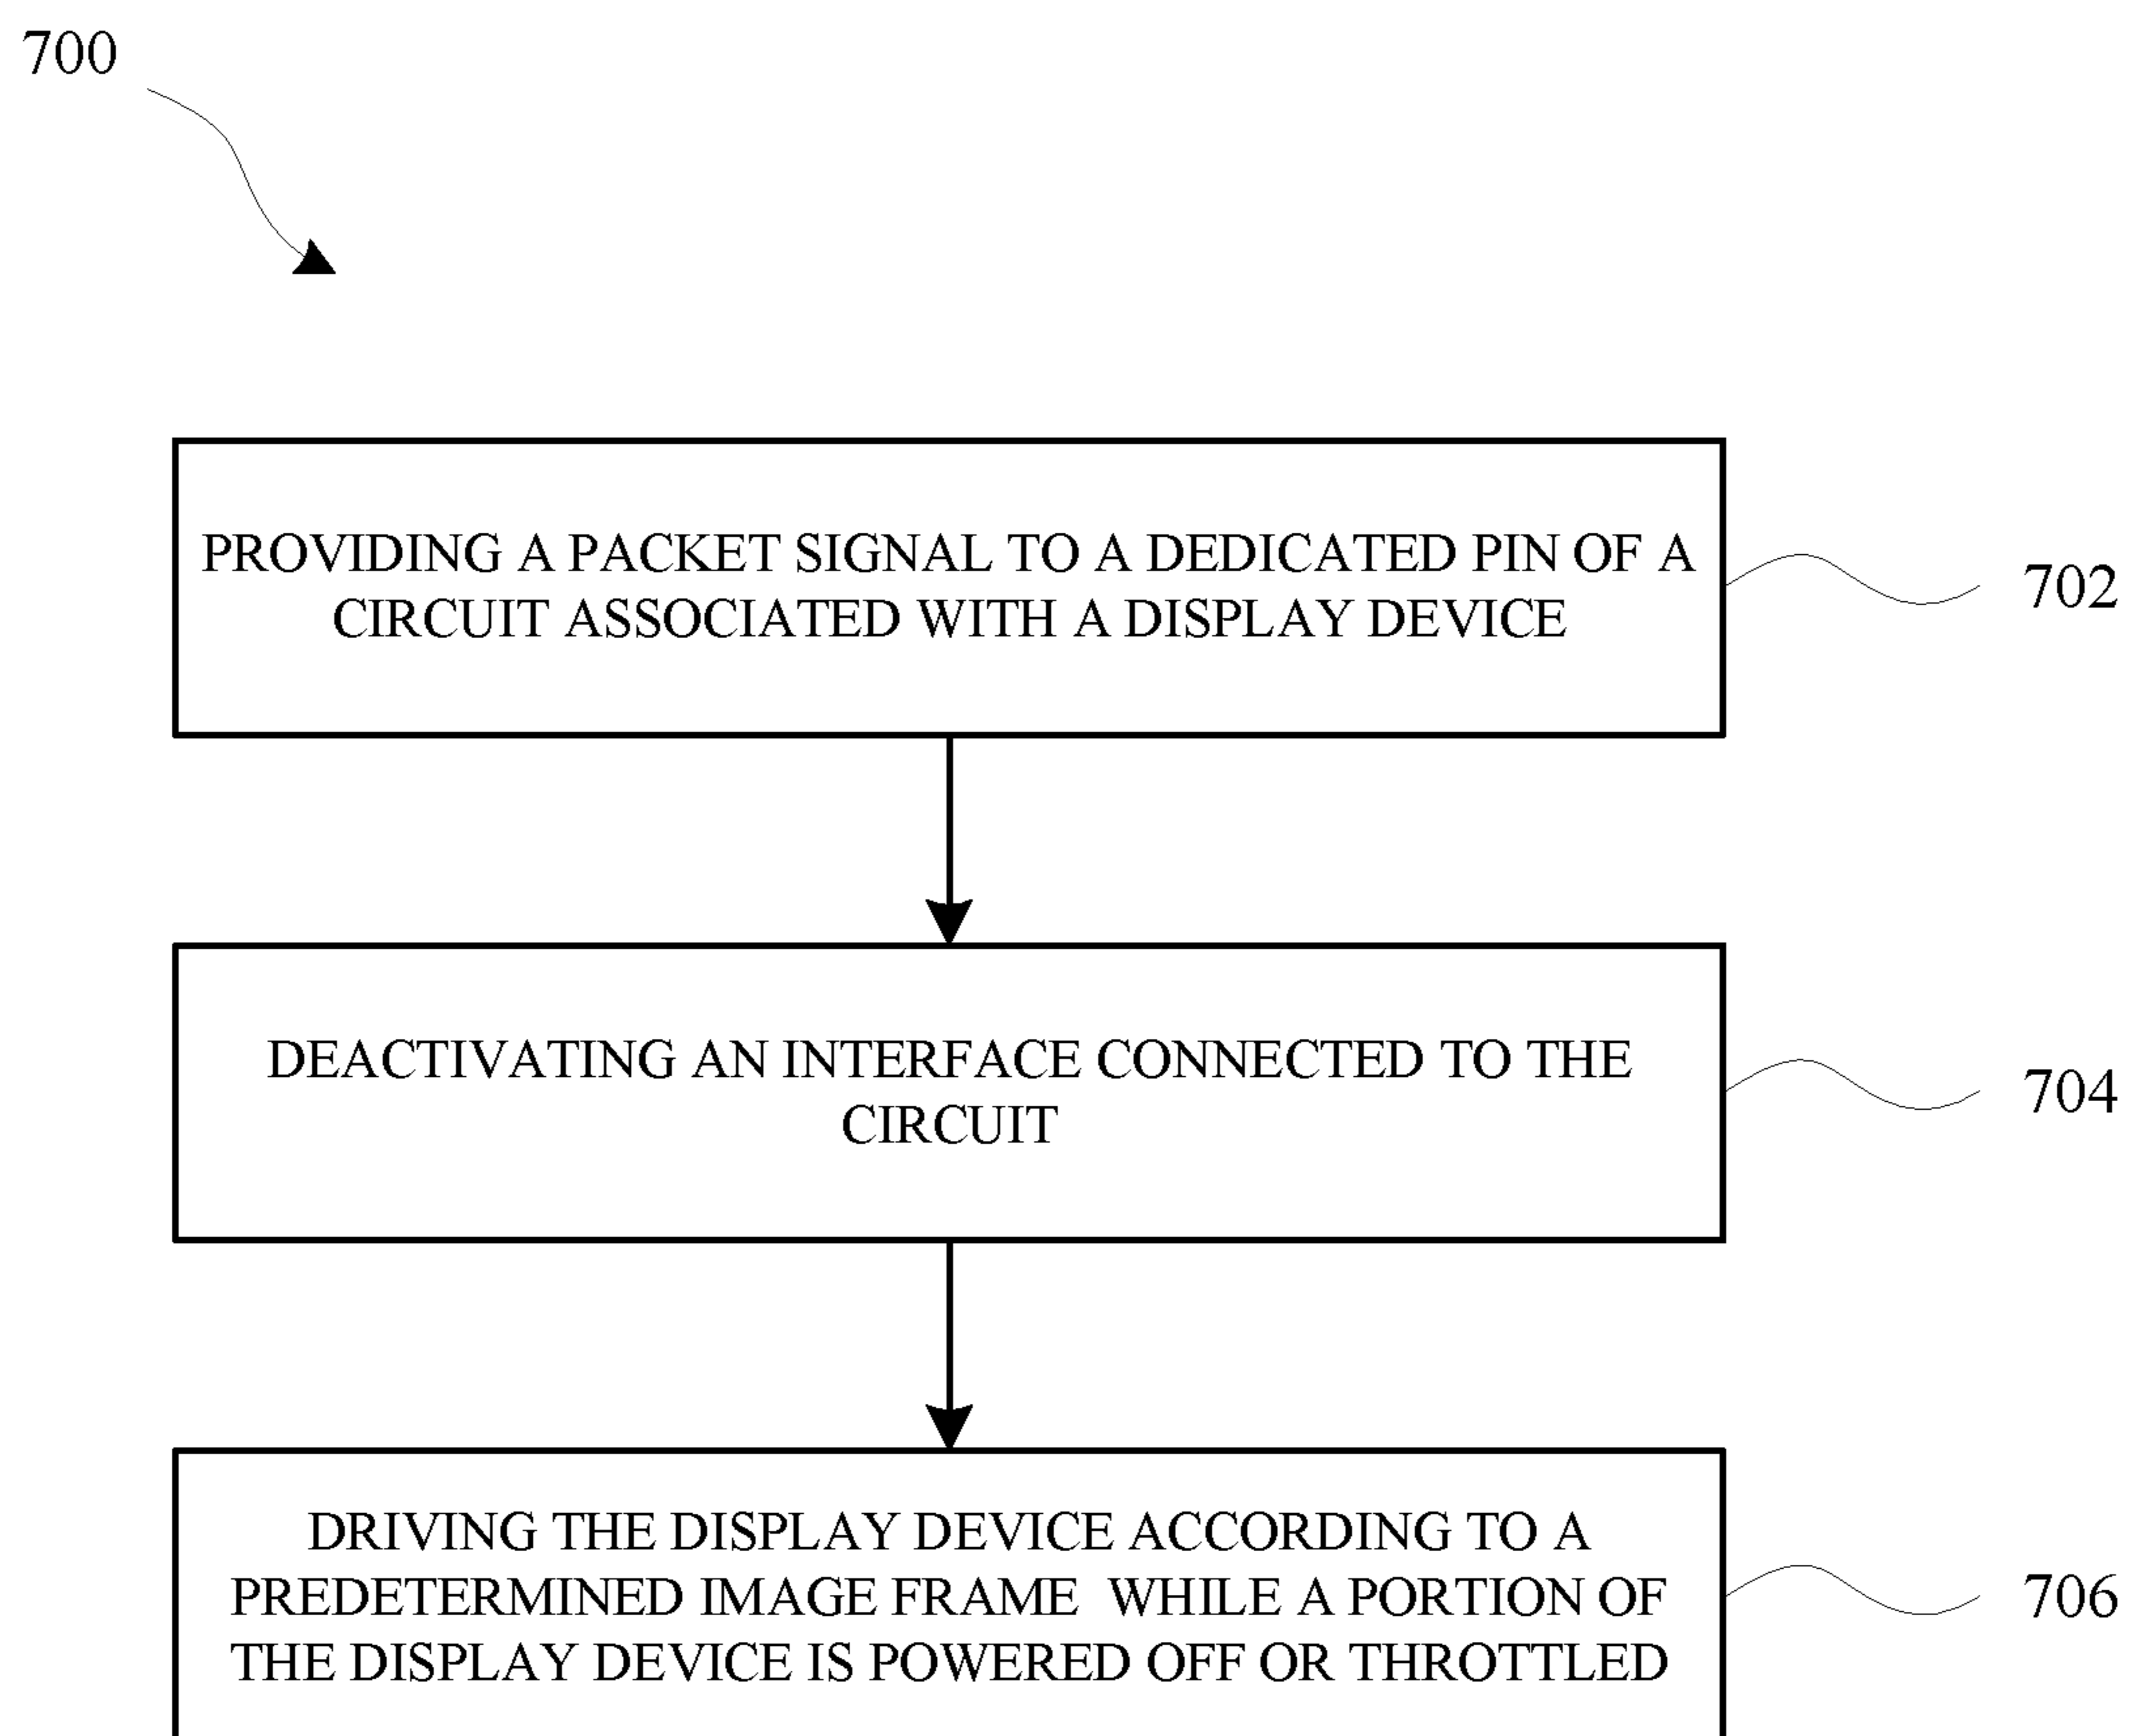 700
PROVIDING A PACKET SIGNAL TO A DEDICATED PIN OF A
CIRCUIT ASSOCIATED WITH A DISPLAY DEVICE
702
DEACTIVATING AN INTERFACE CONNECTED TO THE
CIRCUIT
704
DRIVING THE DISPLAY DEVICE ACCORDING TO A
PREDETERMINED IMAGE FRAME WHILE A PORTION OF
THE DISPLAY DEVICE IS POWERED OFF OR THROTTLED
706